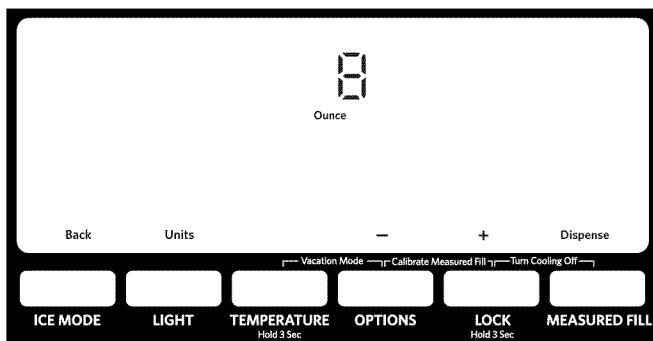 8
Ounce
Back Units − + Dispense
Vacation Mode Calibrate Measured Fill Turn Cooling Off
ICE MODE LIGHT TEMPERATURE OPTIONS LOCK MEASURED FILL
Hold 3 Sec Hold 3 Sec